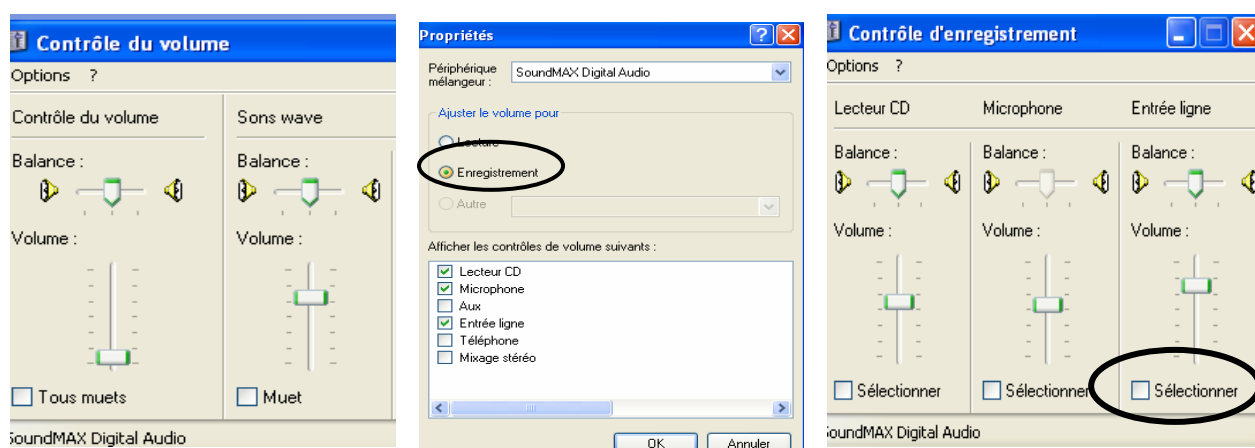 Contrôle du volume
Options ?
Contrôle du volume Sons wave
Balance : Balance :
Volume : Volume :
Tous muets Muet
SoundMAX Digital Audio
Propriétés
Périphérique
mélangeur :
SoundMAX Digital Audio
Ajuster le volume pour
Lecture
Enregistrement
Autre
Afficher les contrôles de volume suivants :
Lecteur CD
Microphone
Aux
Entrée ligne
Téléphone
Mixage stéréo
OK Annuler
Contrôle d'enregistrement
Options ?
Lecteur CD Microphone Entrée ligne
Balance : Balance : Balance :
Volume : Volume : Volume :
Sélectionner Sélectionner Sélectionner
SoundMAX Digital Audio